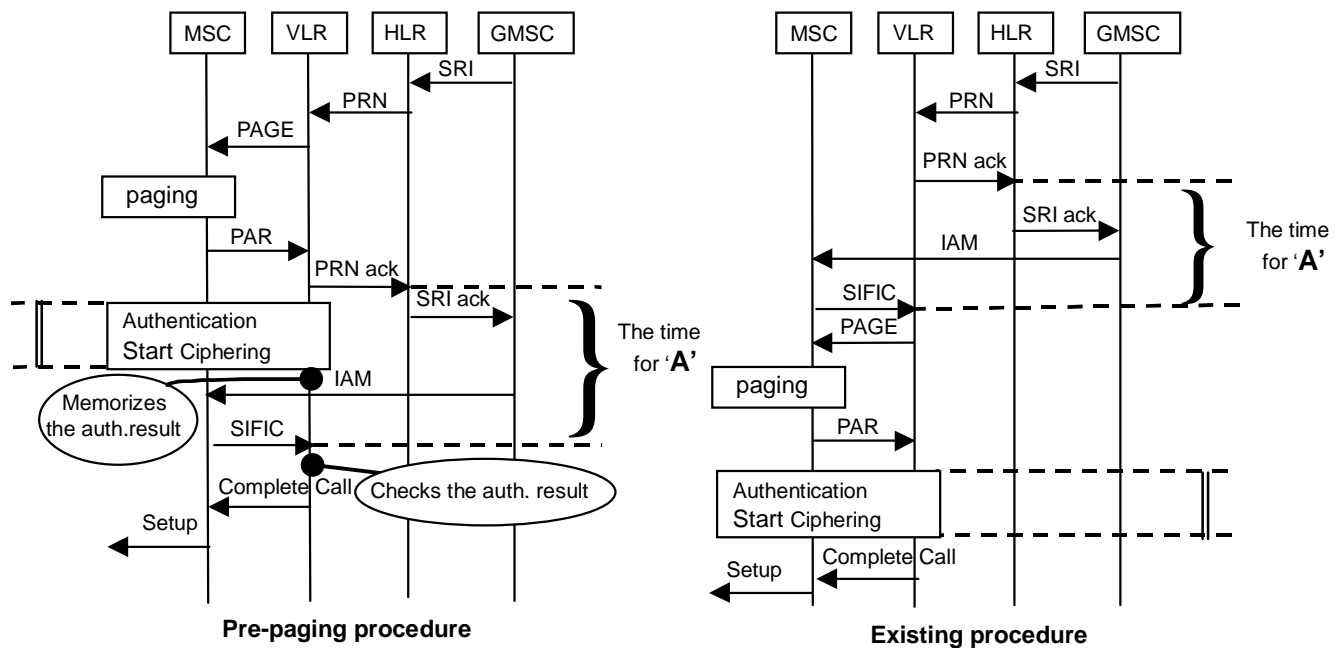 MSC VLR HLR GMSC
SRI
PRN
PAGE
paging
PAR
PRN ack
SRI ack
Authentication
Start Ciphering
The time
for ‘A’
IAM
Memorizes
the auth.result
SIFIC
Complete Call
Checks the auth. result
Setup
Pre-paging procedure
MSC VLR HLR GMSC
SRI
PRN
PRN ack
SRI ack
The time
for ‘A’
IAM
SIFIC
PAGE
paging
PAR
Authentication
Start Ciphering
Complete Call
Setup
Existing procedure